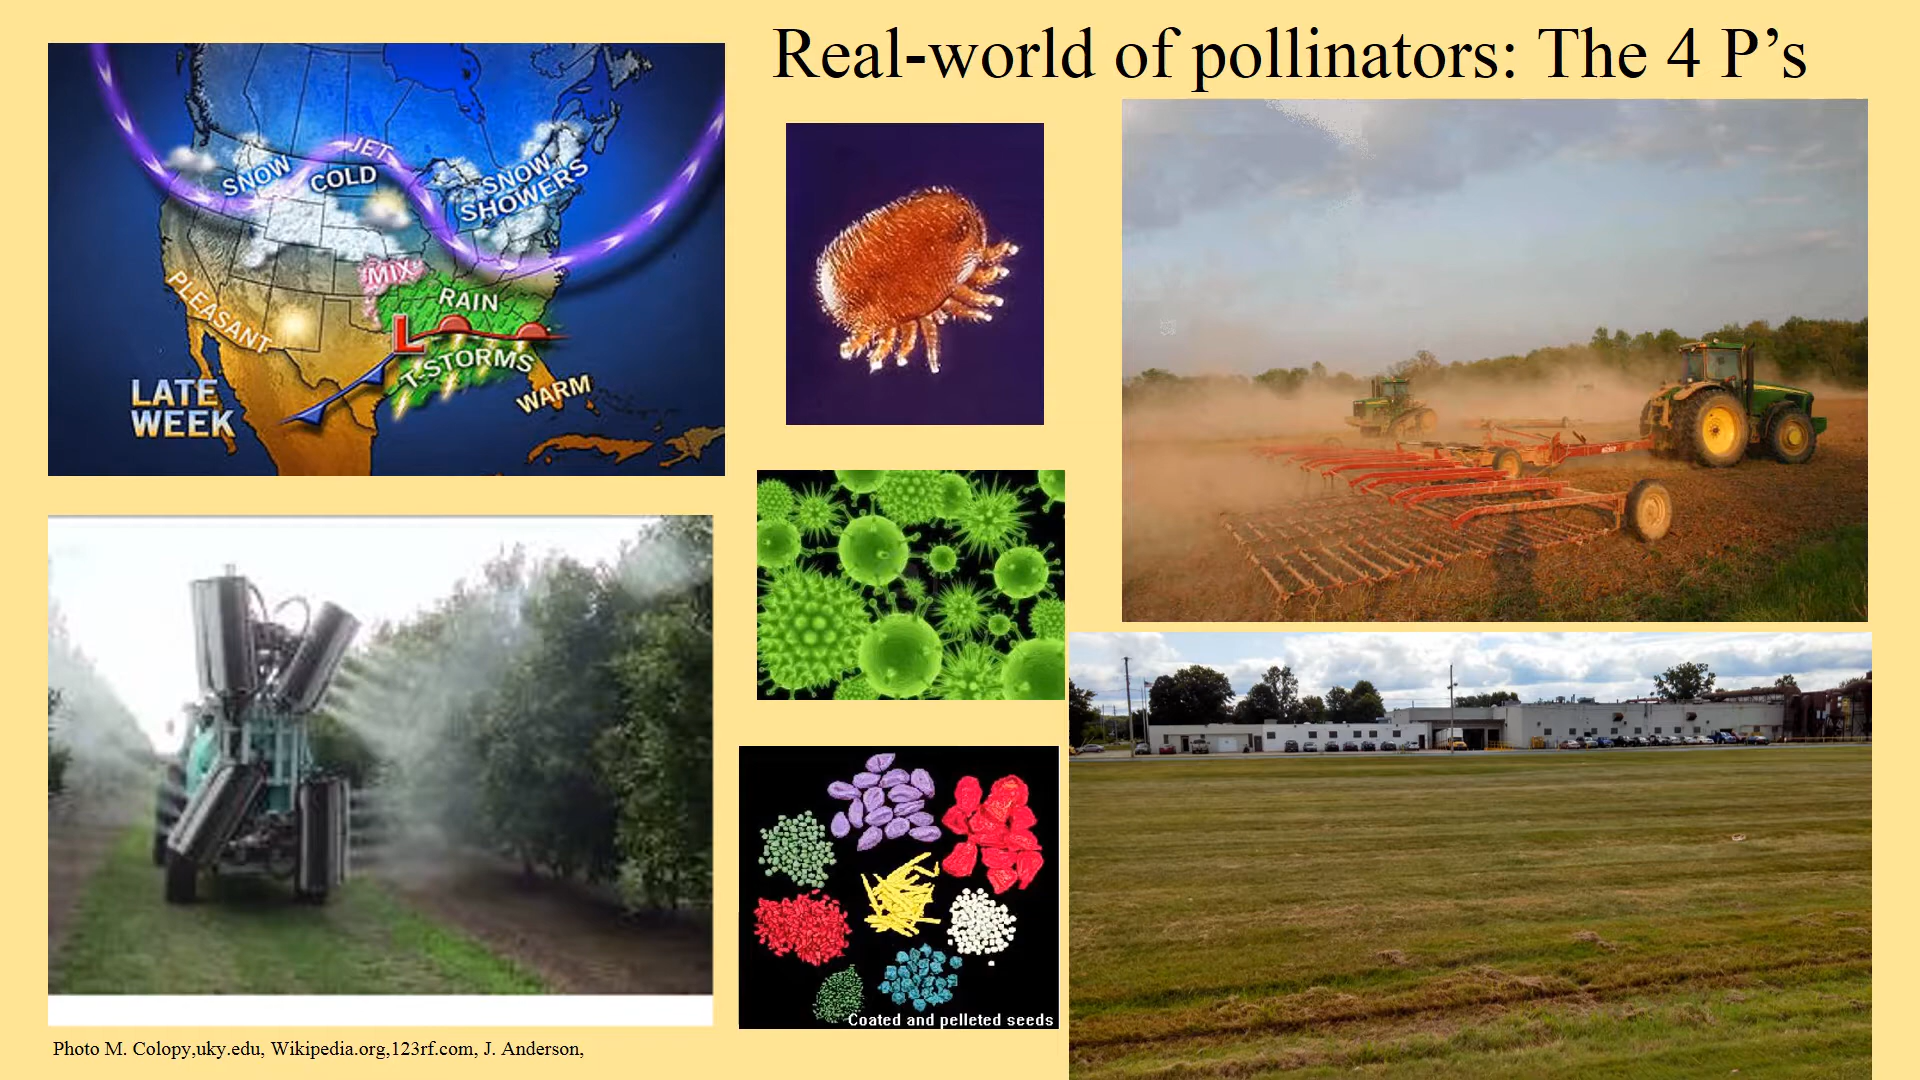 Real-world of pollinators: The 4 P’s
JET
SNOW
COLD
SNOW
SHOWERS
MIX
PLEASANT
RAIN
L
T-STORMS
WARM
LATE
WEEK
Coated and pelleted seeds
Photo M. Colopy,uky.edu, Wikipedia.org,123rf.com, J. Anderson,